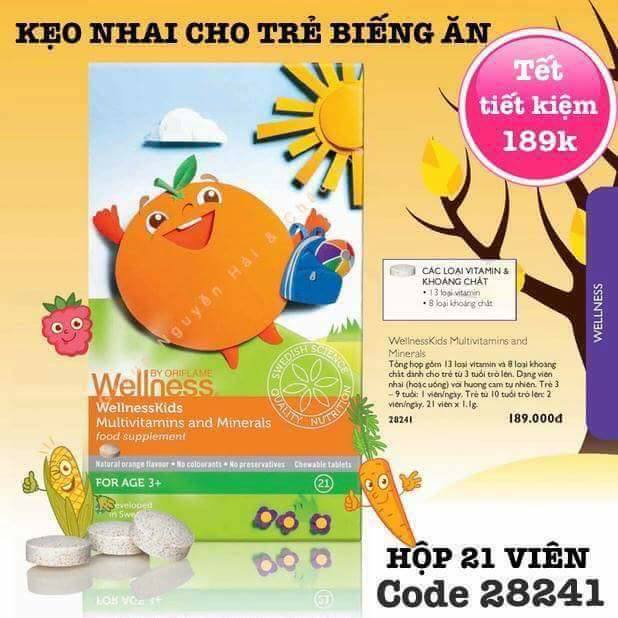 KẸO NHAI CHO TRẺ BIẾNG ĂN
Tết
tiết kiệm
189k
Nguyễn Hải &
CÁC LOẠI VITAMIN &
KHOÁNG CHẤT
• 13 loại vitamin
• 8 loại khoáng chất
WELLNESS
WellnessKids Multivitamins and
Minerals
Tổng hợp gồm 13 loại vitamin và 8 loại khoáng
chất dành cho trẻ từ 3 tuổi trở lên. Dạng viên
nhai (hoặc uống) với hương cam tự nhiên. Trẻ 3
- 9 tuổi: 1 viên/ngày. Trẻ từ 10 tuổi trở lên: 2
viên/ngày. 21 viên x 1.1g.
28241 189.000đ
BY ORIFLAME
Wellness
SWEDISH SCIENCE
QUALITY NUTRITION
WellnessKids
Multivitamins and Minerals
food supplement
Natural orange flavour • No colourants • No preservatives Chewable tablets
FOR AGE 3+ 21
HỘP 21 VIÊN
Code 28241